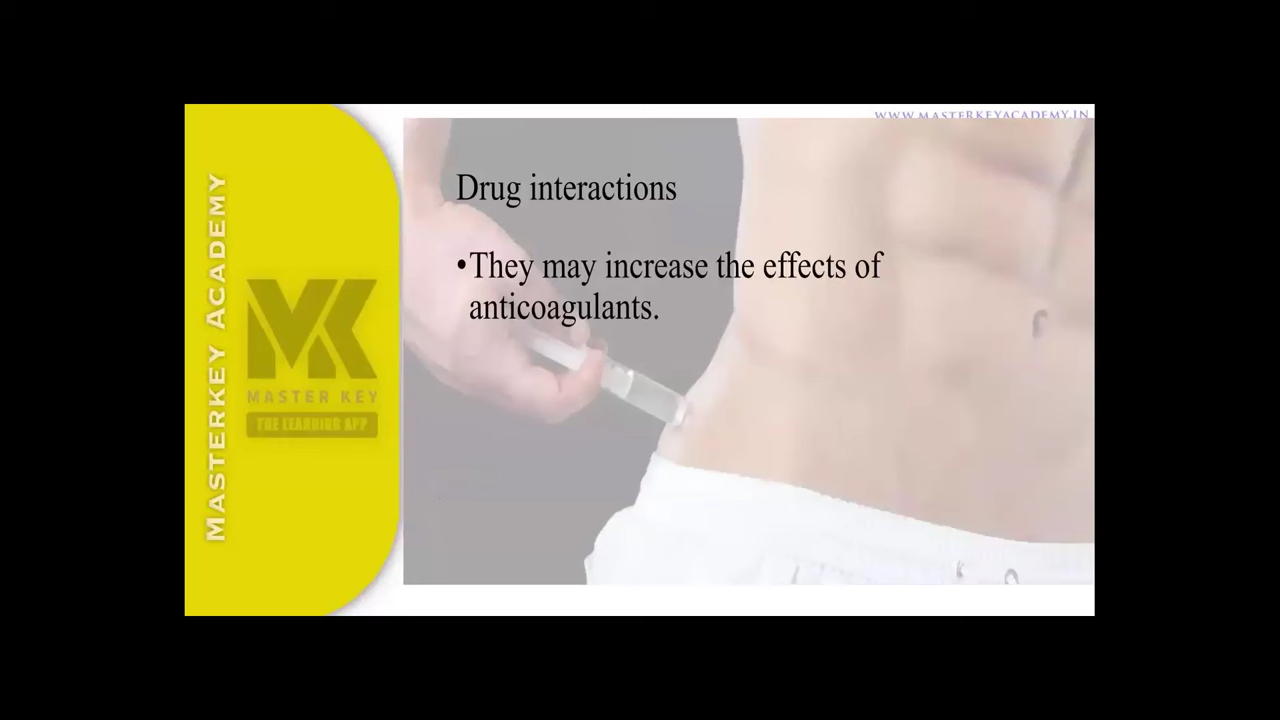 WWW.MASTERKEYACADEMY.IN
Drug interactions
•They may increase the effects of
anticoagulants.
MASTERKEY ACADEMY
MK
MASTER KEY
THE LEARNING APP